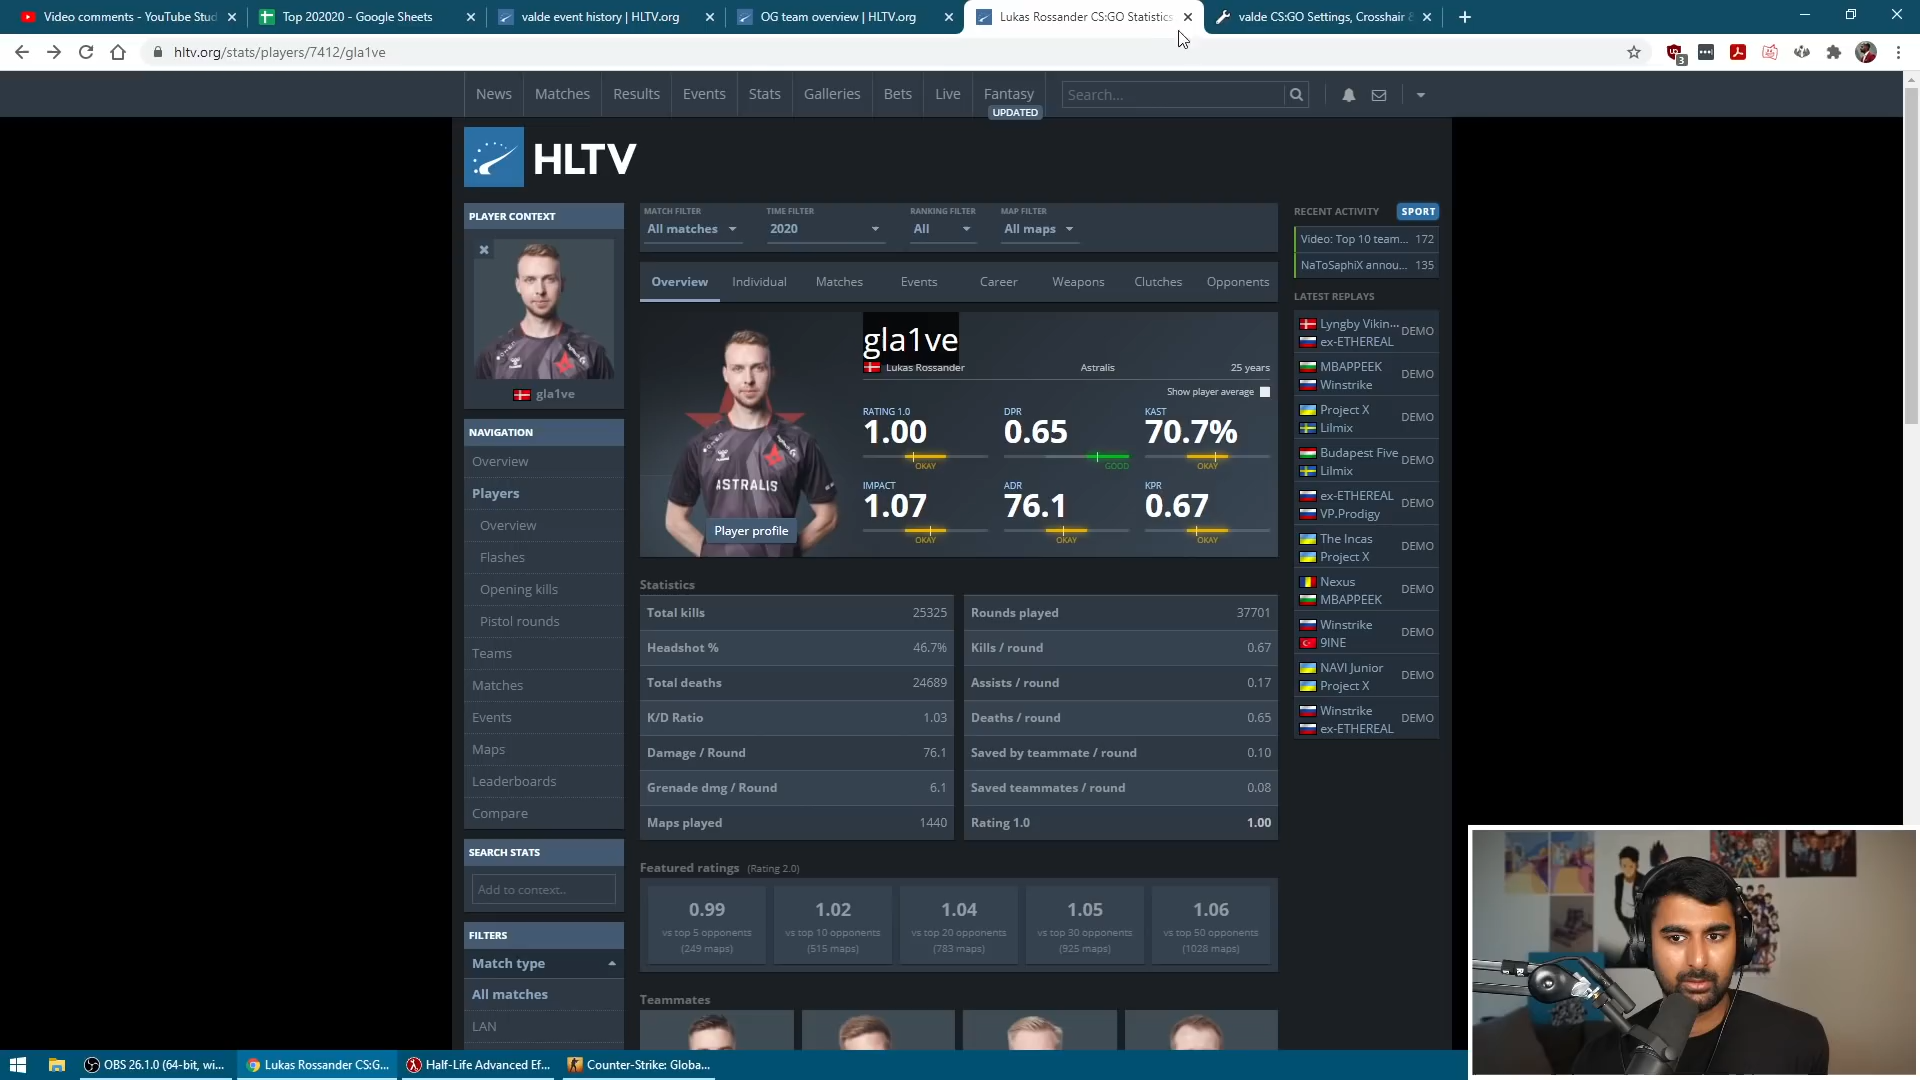 Video comments - YouTube Stud
Top 202020 - Google Sheets
valde event history | HLTV.org
OG team overview | HLTV.org
Lukas Rossander CS:GO Statistics
valde CS:GO Settings, Crosshair &
hltv.org/stats/players/7412/gla1ve
3
News Matches Results Events Stats Galleries Bets Live Fantasy Search...
UPDATED
HLTV
PLAYER CONTEXT
gla1ve
NAVIGATION
Overview
Players
Overview
Flashes
Opening kills
Pistol rounds
Teams
Matches
Events
Maps
Leaderboards
Compare
SEARCH STATS
Add to context..
FILTERS
Match type
All matches
LAN
MATCH FILTER TIME FILTER RANKING FILTER MAP FILTER
All matches 2020 All All maps
Overview Individual Matches Events Career Weapons Clutches Opponents
gla1ve
Lukas Rossander Astralis 25 years
Show player average
RATING 1.0 DPR KAST
1.00 0.65 70.7%
OKAY GOOD OKAY
IMPACT ADR KPR
1.07 76.1 0.67
OKAY OKAY OKAY
ASTRALIS
Player profile
Statistics
Total kills 25325 Rounds played 37701
Headshot % 46.7% Kills / round 0.67
Total deaths 24689 Assists / round 0.17
K/D Ratio 1.03 Deaths / round 0.65
Damage / Round 76.1 Saved by teammate / round 0.10
Grenade dmg / Round 6.1 Saved teammates / round 0.08
Maps played 1440 Rating 1.0 1.00
Featured ratings (Rating 2.0)
0.99 1.02 1.04 1.05 1.06
vs top 5 opponents vs top 10 opponents vs top 20 opponents vs top 30 opponents vs top 50 opponents
(249 maps) (515 maps) (783 maps) (925 maps) (1028 maps)
Teammates
RECENT ACTIVITY SPORT
Video: Top 10 team... 172
NaToSaphiX annou... 135
LATEST REPLAYS
Lyngby Vikin... DEMO
ex-ETHEREAL
MBAPPEEK DEMO
Winstrike
Project X DEMO
Lilmix
Budapest Five DEMO
Lilmix
ex-ETHEREAL DEMO
VP.Prodigy
The Incas DEMO
Project X
Nexus DEMO
MBAPPEEK
Winstrike DEMO
9INE
NAVI Junior DEMO
Project X
Winstrike DEMO
ex-ETHEREAL
OBS 26.1.0 (64-bit, wi...
Lukas Rossander CS:G...
Half-Life Advanced Ef...
Counter-Strike: Globa...